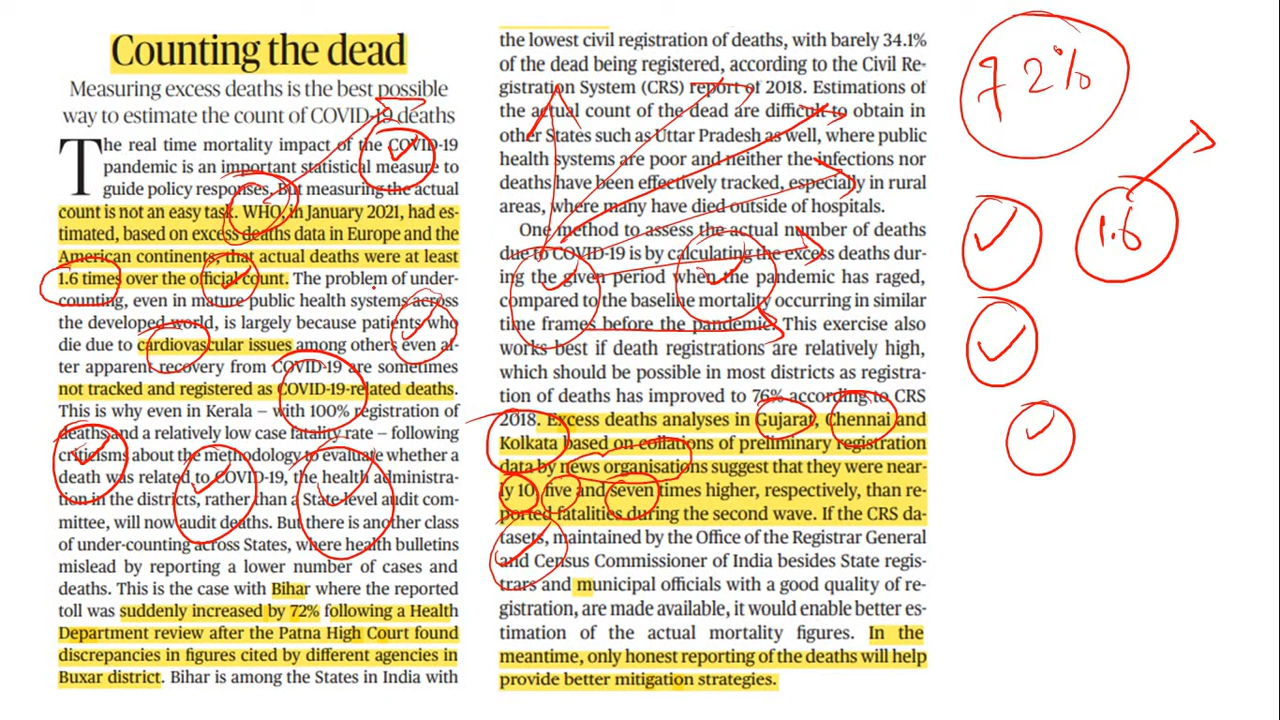 Counting the dead
Measuring excess deaths is the best possible
way to estimate the count of COVID-19 deaths
The real time mortality impact of the COVID-19
pandemic is an important statistical measure to
guide policy responses. But measuring the actual
count is not an easy task. WHO, in January 2021, had es-
timated, based on excess deaths data in Europe and the
American continents, that actual deaths were at least
1.6 times over the official count. The problem of under-
counting, even in mature public health systems across
the developed world, is largely because patients who
die due to cardiovascular issues among others even af-
ter apparent recovery from COVID-19 are sometimes
not tracked and registered as COVID-19-related deaths.
This is why even in Kerala — with 100% registration of
deaths and a relatively low case fatality rate — following
criticisms about the methodology to evaluate whether a
death was related to COVID-19, the health administra-
tion in the districts, rather than a State-level audit com-
mittee, will now audit deaths. But there is another class
of under-counting across States, where health bulletins
mislead by reporting a lower number of cases and
deaths. This is the case with Bihar where the reported
toll was suddenly increased by 72% following a Health
Department review after the Patna High Court found
discrepancies in figures cited by different agencies in
Buxar district. Bihar is among the States in India with
the lowest civil registration of deaths, with barely 34.1%
of the dead being registered, according to the Civil Re-
gistration System (CRS) report of 2018. Estimations of
the actual count of the dead are difficult to obtain in
other States such as Uttar Pradesh as well, where public
health systems are poor and neither the infections nor
deaths have been effectively tracked, especially in rural
areas, where many have died outside of hospitals.
One method to assess the actual number of deaths
due to COVID-19 is by calculating the excess deaths dur-
ing the given period when the pandemic has raged,
compared to the baseline mortality occurring in similar
time frames before the pandemic. This exercise also
works best if death registrations are relatively high,
which should be possible in most districts as registra-
tion of deaths has improved to 76% according to CRS
2018. Excess deaths analyses in Gujarat, Chennai and
Kolkata based on collations of preliminary registration
data by news organisations suggest that they were near-
ly 10, five and seven times higher, respectively, than re-
ported fatalities during the second wave. If the CRS da-
tasets, maintained by the Office of the Registrar General
and Census Commissioner of India besides State regis-
trars and municipal officials with a good quality of re-
gistration, are made available, it would enable better es-
timation of the actual mortality figures. In the
meantime, only honest reporting of the deaths will help
provide better mitigation strategies.
72%
1.6